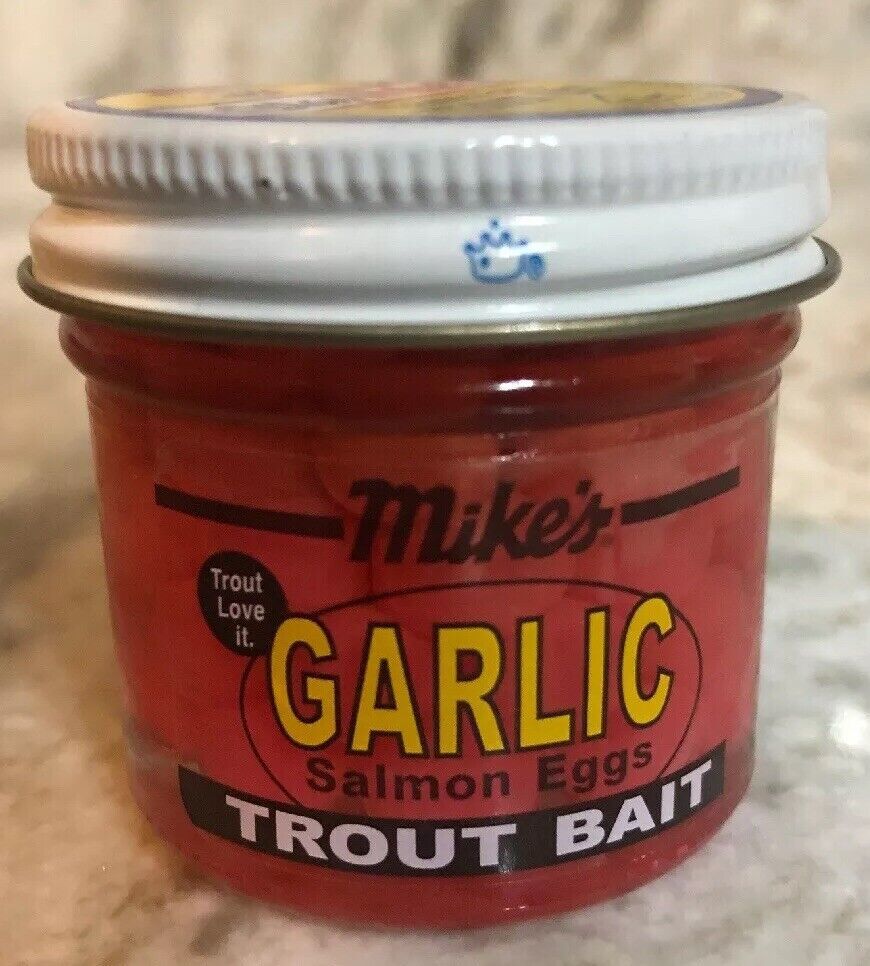 Mike's
Trout
Love
it.
GARLIC
Salmon Eggs
TROUT BAIT